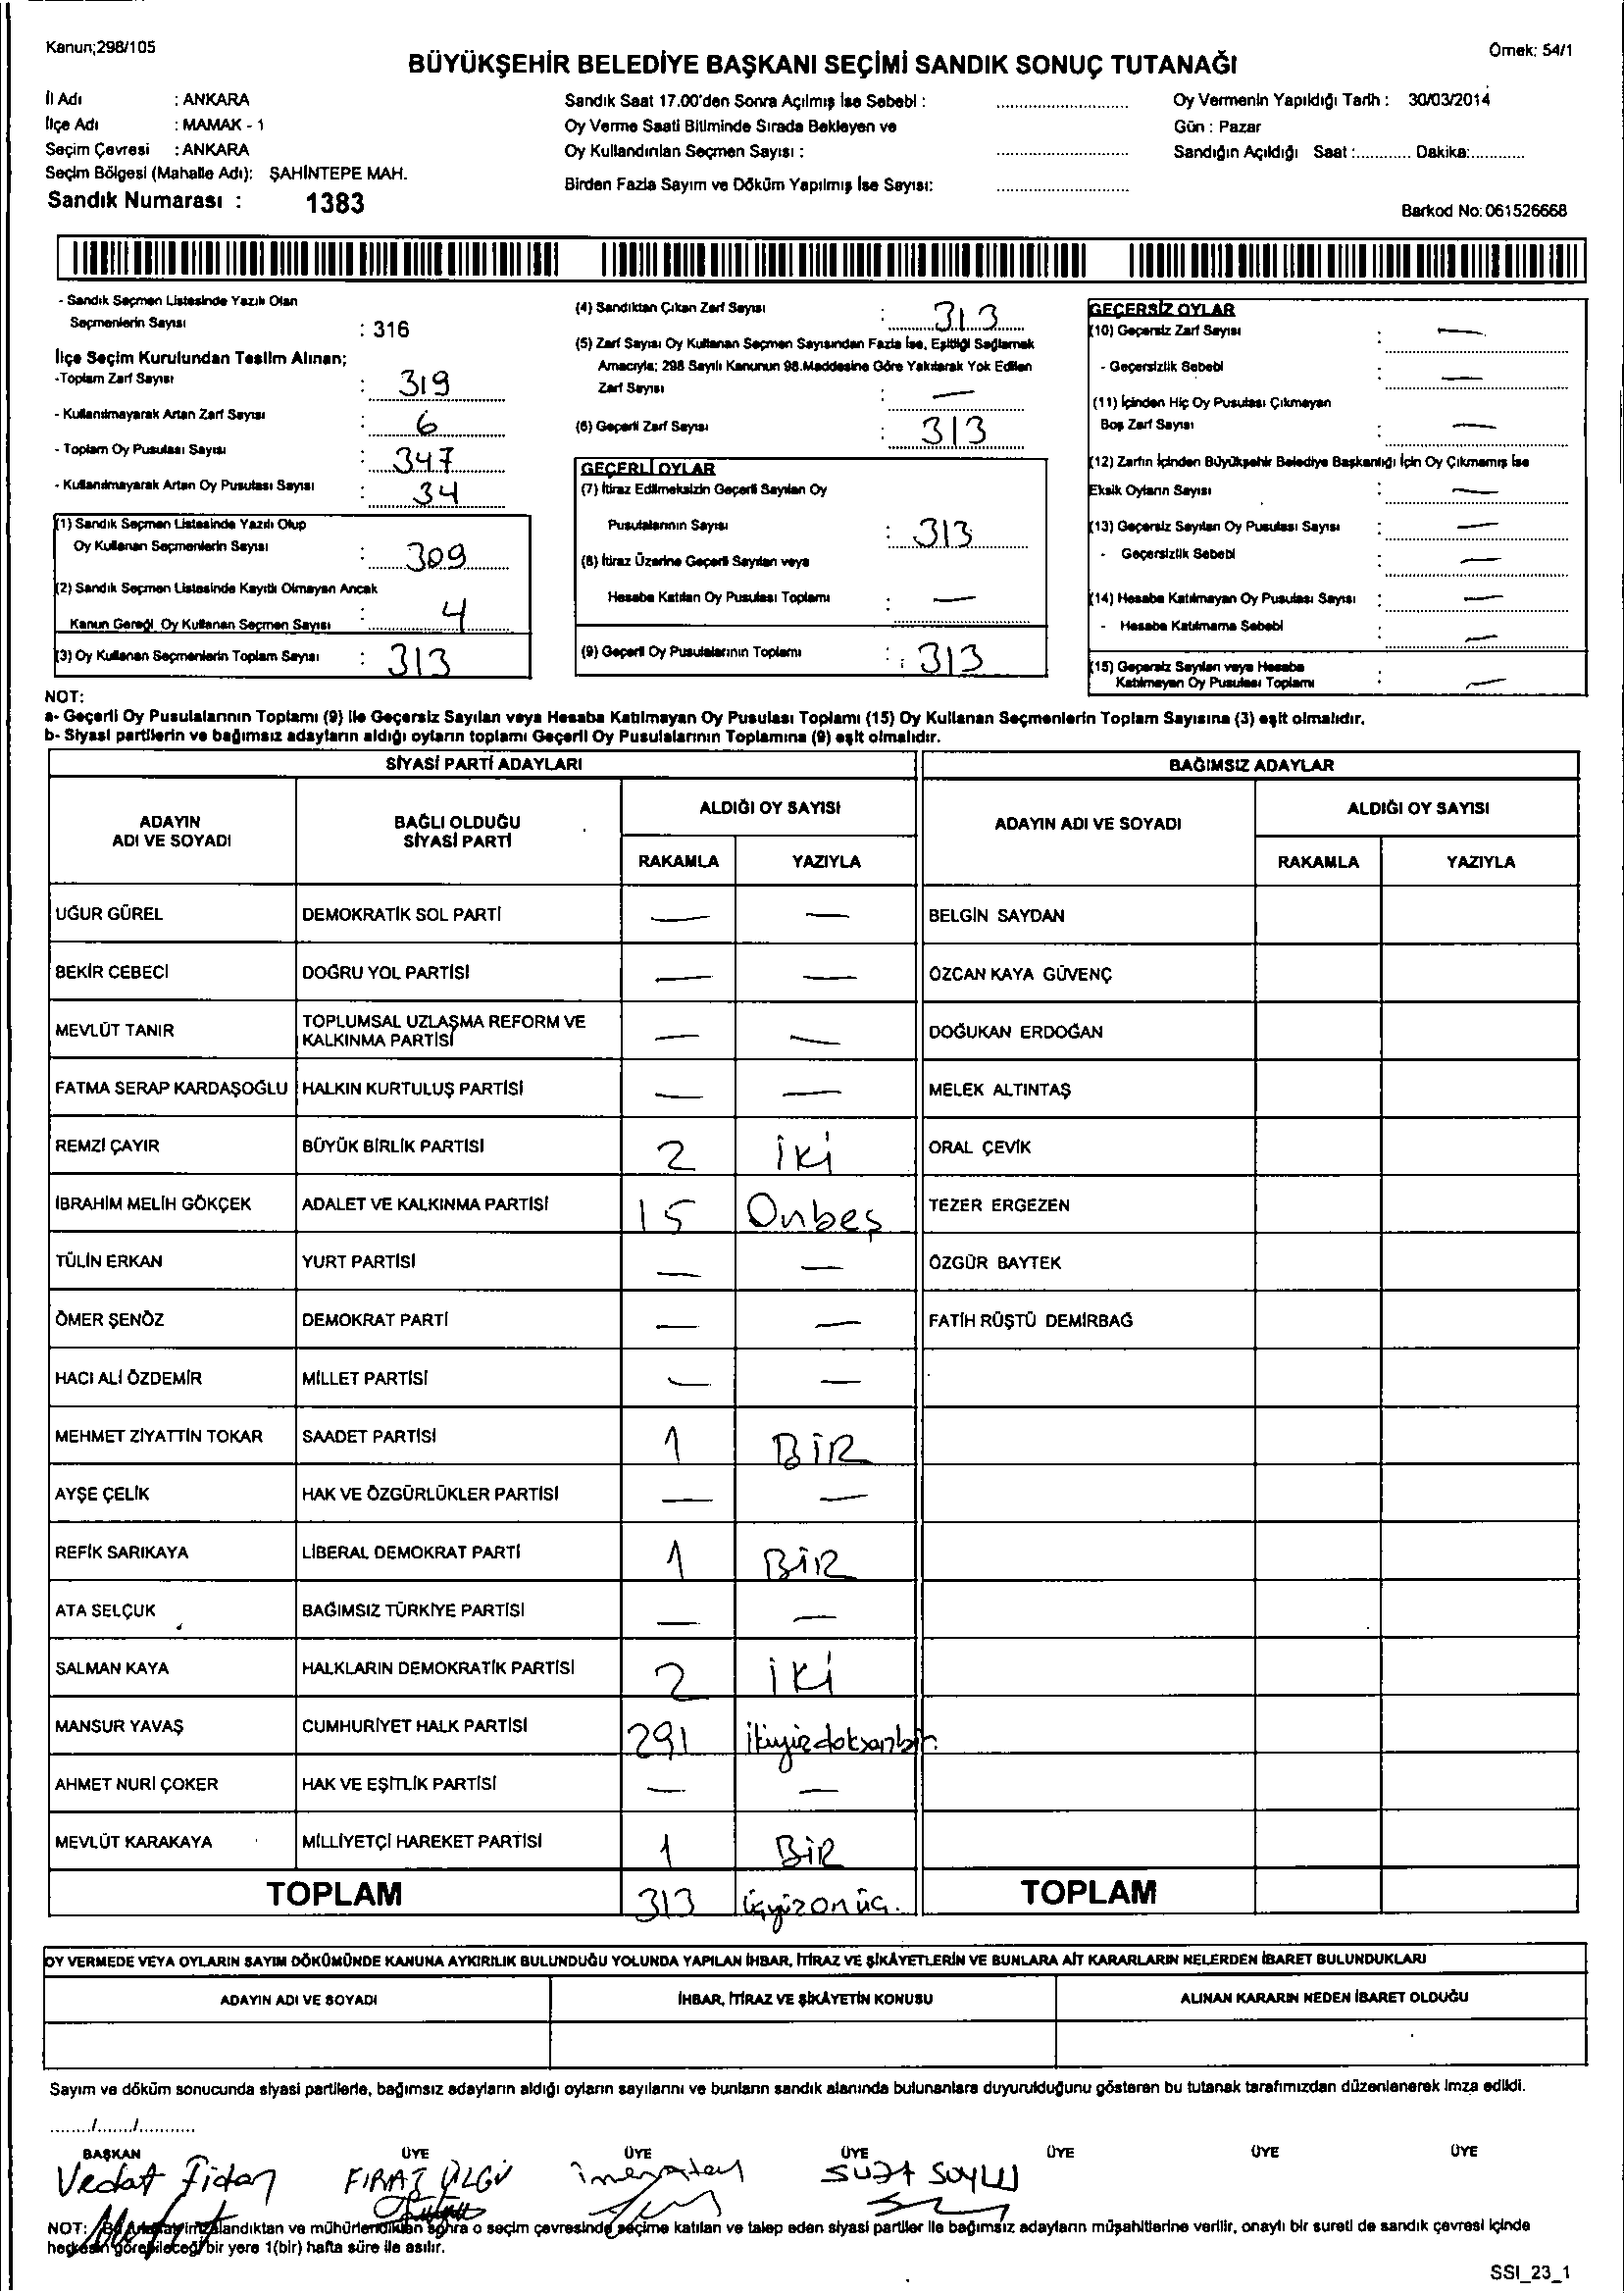 Kanun;298/105
Örnek: 54/1
BÜYÜKŞEHİR BELEDİYE BAŞKANI SEÇİMİ SANDIK SONUÇ TUTANAĞI
İl Adı : ANKARA
İlçe Adı : MAMAK - 1
Seçim Çevresi : ANKARA
Seçim Bölgesi (Mahalle Adı): ŞAHİNTEPE MAH.
Sandık Numarası : 1383
Sandık Saat 17.00'den Sonra Açılmış İse Sebebi : ............
Oy Verme Saati Bitiminde Sırada Bekleyen ve
Oy Kullandırılan Seçmen Sayısı : ............
Birden Fazla Sayım ve Döküm Yapılmış İse Sayısı: ............
Oy Vermenin Yapıldığı Tarih : 30/03/2014
Gün : Pazar
Sandığın Açıldığı Saat :............ Dakika:............
Barkod No: 061526668
- Sandık Seçmen Listesinde Yazılı Olan
Seçmenlerin Sayısı : 316
İlçe Seçim Kurulundan Teslim Alınan;
-Toplam Zarf Sayısı : 319
- Kullanılmayarak Artan Zarf Sayısı : 6
- Toplam Oy Pusulası Sayısı : 347
- Kullanılmayarak Artan Oy Pusulası Sayısı : 34
(1) Sandık Seçmen Listesinde Yazılı Olup
Oy Kullanan Seçmenlerin Sayısı : 309
(2) Sandık Seçmen Listesinde Kayıtlı Olmayan Ancak
Kanun Gereği, Oy Kullanan Seçmen Sayısı : 4
(3) Oy Kullanan Seçmenlerin Toplam Sayısı : 313
(4) Sandıktan Çıkan Zarf Sayısı : 313
(5) Zarf Sayısı Oy Kullanan Seçmen Sayısından Fazla İse, Eşitliği Sağlamak
Amacıyla; 298 Sayılı Kanunun 98.Maddesine Göre Yakılarak Yok Edilen
Zarf Sayısı : —
(6) Geçerli Zarf Sayısı : 313
GEÇERLİ OYLAR
(7) İtiraz Edilmeksizin Geçerli Sayılan Oy
Pusulalarının Sayısı : 313
(8) İtiraz Üzerine Geçerli Sayılan veya
Hesaba Katılan Oy Pusulası Toplamı : —
(9) Geçerli Oy Pusulalarının Toplamı : 313
GEÇERSİZ OYLAR
(10) Geçersiz Zarf Sayısı : —
- Geçersizlik Sebebi —
(11) İçinden Hiç Oy Pusulası Çıkmayan
Boş Zarf Sayısı : —
(12) Zarfın İçinden Büyükşehir Belediye Başkanlığı İçin Oy Çıkmamış İse
Eksik Oyların Sayısı : —
(13) Geçersiz Sayılan Oy Pusulası Sayısı : —
- Geçersizlik Sebebi : —
(14) Hesaba Katılmayan Oy Pusulası Sayısı : —
- Hesaba Katılmama Sebebi : —
(15) Geçersiz Sayılan veya Hesaba
Katılmayan Oy Pusulası Toplamı : —
NOT:
a- Geçerli Oy Pusulalarının Toplamı (9) ile Geçersiz Sayılan veya Hesaba Katılmayan Oy Pusulası Toplamı (15) Oy Kullanan Seçmenlerin Toplam Sayısına (3) eşit olmalıdır.
b- Siyasi partilerin ve bağımsız adayların aldığı oyların toplamı Geçerli Oy Pusulalarının Toplamına (9) eşit olmalıdır.
SİYASİ PARTİ ADAYLARI BAĞIMSIZ ADAYLAR
ADAYIN ADI VE SOYADI BAĞLI OLDUĞU SİYASİ PARTİ ALDIĞI OY SAYISI ADAYIN ADI VE SOYADI ALDIĞI OY SAYISI
RAKAMLA YAZIYLA RAKAMLA YAZIYLA
UĞUR GÜREL DEMOKRATİK SOL PARTİ — — BELGİN SAYDAN
BEKİR CEBECİ DOĞRU YOL PARTİSİ — — ÖZCAN KAYA GÜVENÇ
MEVLÜT TANIR TOPLUMSAL UZLAŞMA REFORM VE KALKINMA PARTİSİ — — DOĞUKAN ERDOĞAN
FATMA SERAP KARDAŞOĞLU HALKIN KURTULUŞ PARTİSİ — — MELEK ALTINTAŞ
REMZİ ÇAYIR BÜYÜK BİRLİK PARTİSİ 2 iki ORAL ÇEVİK
İBRAHİM MELİH GÖKÇEK ADALET VE KALKINMA PARTİSİ 15 Onbeş TEZER ERGEZEN
TÜLİN ERKAN YURT PARTİSİ — — ÖZGÜR BAYTEK
ÖMER ŞENÖZ DEMOKRAT PARTİ — — FATİH RÜŞTÜ DEMİRBAĞ
HACI ALİ ÖZDEMİR MİLLET PARTİSİ — —
MEHMET ZİYATTİN TOKAR SAADET PARTİSİ 1 BİR
AYŞE ÇELİK HAK VE ÖZGÜRLÜKLER PARTİSİ — —
REFİK SARIKAYA LİBERAL DEMOKRAT PARTİ 1 BİR
ATA SELÇUK BAĞIMSIZ TÜRKİYE PARTİSİ — —
SALMAN KAYA HALKLARIN DEMOKRATİK PARTİSİ 2 iki
MANSUR YAVAŞ CUMHURİYET HALK PARTİSİ 291 ikiyüzdoksanbir
AHMET NURİ ÇOKER HAK VE EŞİTLİK PARTİSİ — —
MEVLÜT KARAKAYA MİLLİYETÇİ HAREKET PARTİSİ 1 BİR
TOPLAM 313 üçyüzonüç. TOPLAM
OY VERMEDE VEYA OYLARIN SAYIM DÖKÜMÜNDE KANUNA AYKIRILIK BULUNDUĞU YOLUNDA YAPILAN İHBAR, İTİRAZ VE ŞİKÂYETLERİN VE BUNLARA AİT KARARLARIN NELERDEN İBARET BULUNDUKLARI
ADAYIN ADI VE SOYADI İHBAR, İTİRAZ VE ŞİKÂYETİN KONUSU ALINAN KARARIN NEDEN İBARET OLDUĞU
Sayım ve döküm sonucunda siyasi partilerle, bağımsız adayların aldığı oyların sayılarını ve bunların sandık alanında bulunanlara duyurulduğunu gösteren bu tutanak tarafımızdan düzenlenerek imza edildi.
......../......../............
BAŞKAN ÜYE ÜYE ÜYE ÜYE ÜYE ÜYE
Vedat Fidan FIRAT ÜLGÜ SUAT SOYLU
NOT: Bu tutanak imzalandıktan ve mühürlendikten sonra o seçim çevresinde seçime katılan ve talep eden siyasi partiler ile bağımsız adayların müşahitlerine verilir, onaylı bir sureti de sandık çevresi içinde
herkesin görebileceği bir yere 1(bir) hafta süre ile asılır.
SSI_23_1